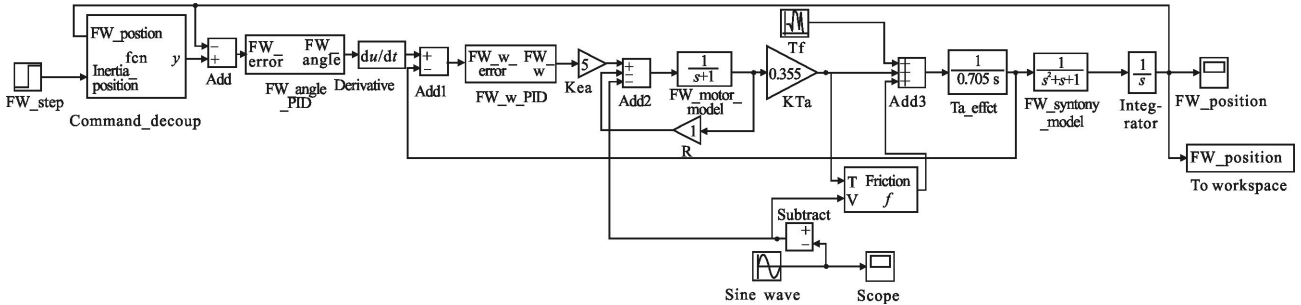 FW_postion
fcn
y
Inertia_
position
FW_step
Command_decoup
−
+
Add
FW_
error
FW_
angle
FW_angle
_PID
du/dt
Derivative
+
−
Add1
FW_w_
error
FW_
w
FW_w_PID
5
Kea
+
−
−
Add2
1
s+1
FW_motor_
model
1
R
0.355
KTa
Tf
Add3
1
0.705 s
Ta_effct
1
s²+s+1
FW_syntony
_model
1
s
Integ-
rator
FW_position
FW_position
To workspace
T
V
Friction
f
Subtract
+
−
Sine wave
Scope